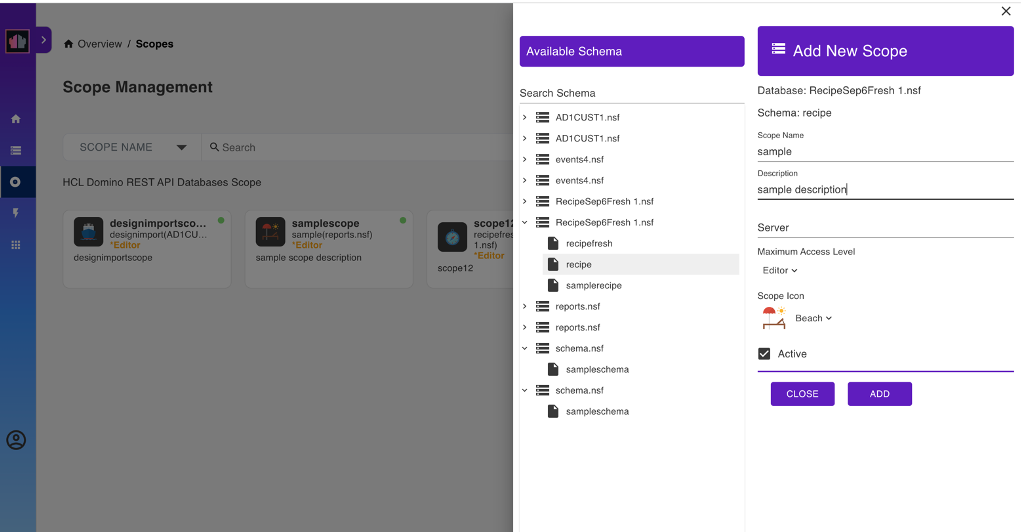 Overview / Scopes
Scope Management
SCOPE NAME
Search
HCL Domino REST API Databases Scope
designimportsco...
designimport(AD1CU...
*Editor
designimportscope
samplescope
sample(reports.nsf)
*Editor
sample scope description
scope12
recipefres
1.nsf)
*Editor
scope12
Available Schema
Search Schema
AD1CUST1.nsf
AD1CUST1.nsf
events4.nsf
events4.nsf
RecipeSep6Fresh 1.nsf
RecipeSep6Fresh 1.nsf
recipefresh
recipe
samplerecipe
reports.nsf
reports.nsf
schema.nsf
sampleschema
schema.nsf
sampleschema
Add New Scope
Database: RecipeSep6Fresh 1.nsf
Schema: recipe
Scope Name
sample
Description
sample description
Server
Maximum Access Level
Editor
Scope Icon
Beach
Active
CLOSE
ADD